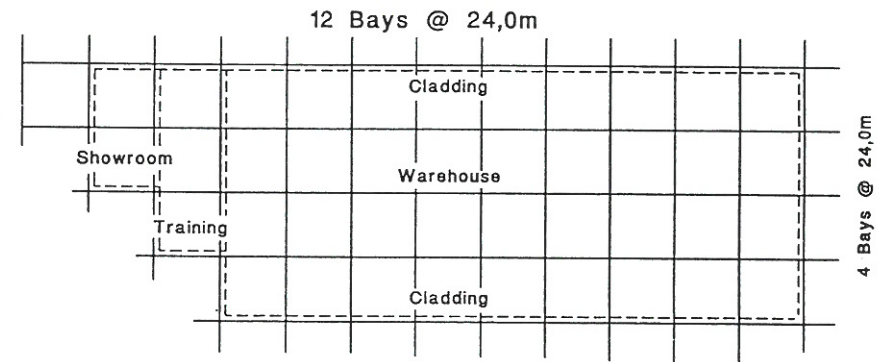 12 Bays @ 24,0m
Cladding
Showroom
Warehouse
Training
Cladding
4 Bays @ 24,0m